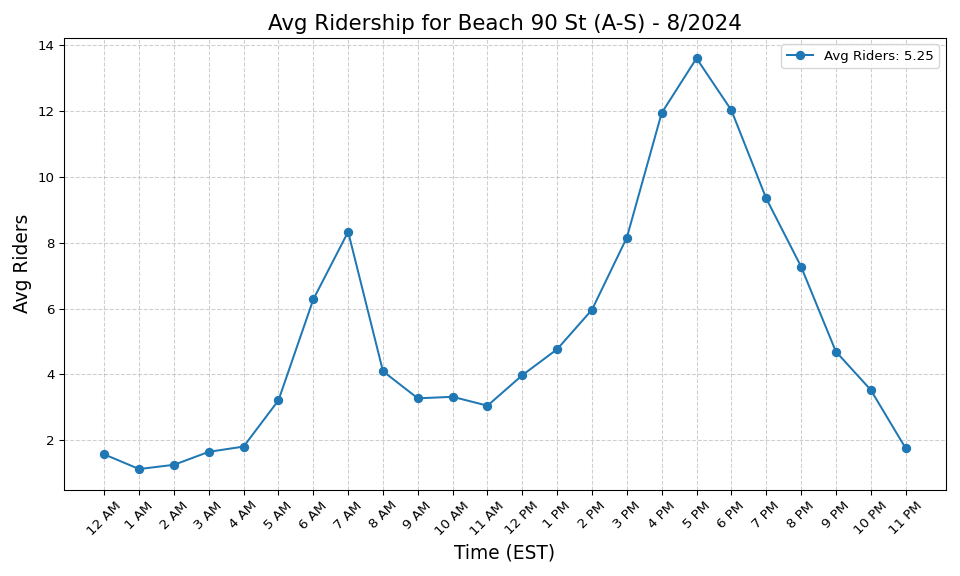 Avg Ridership for Beach 90 St (A-S) - 8/2024
Avg Riders: 5.25
14
12
10
8
6
4
2
Avg Riders
12 AM
1 AM
2 AM
3 AM
4 AM
5 AM
6 AM
7 AM
8 AM
9 AM
10 AM
11 AM
12 PM
1 PM
2 PM
3 PM
4 PM
5 PM
6 PM
7 PM
8 PM
9 PM
10 PM
11 PM
Time (EST)